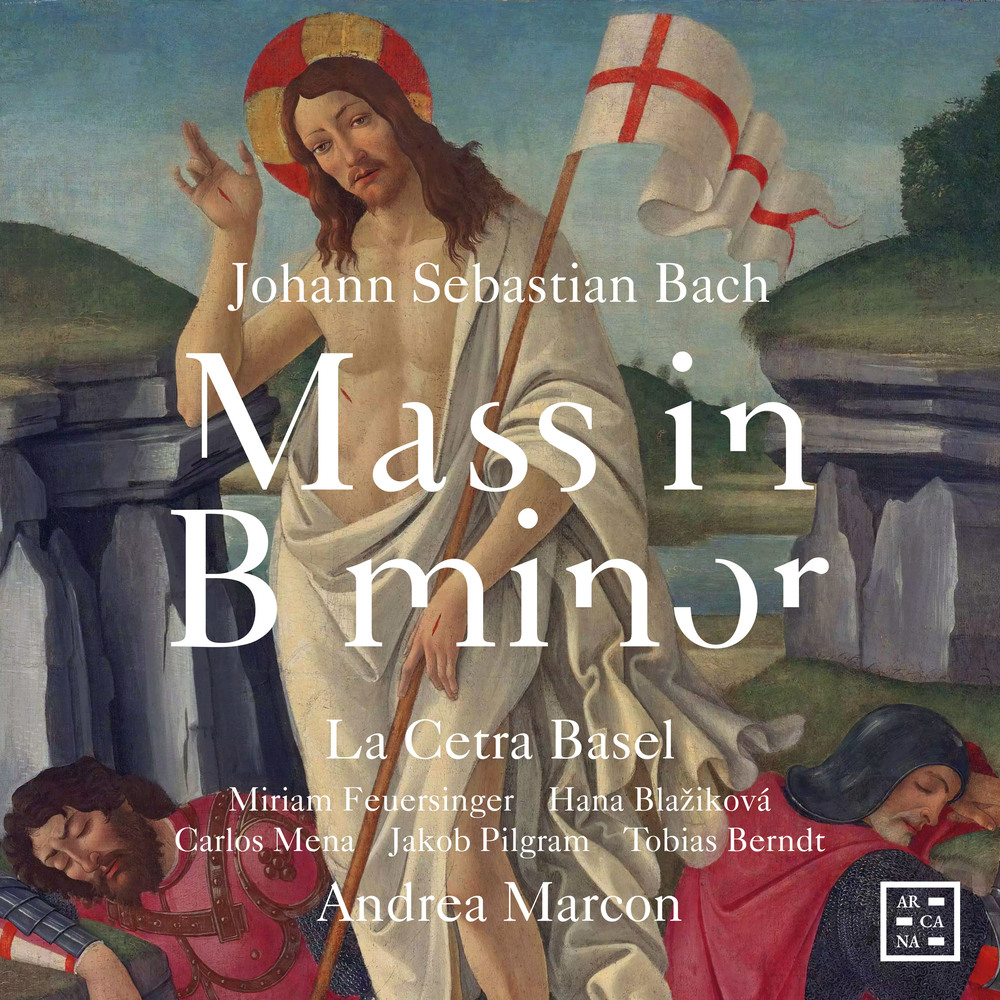 Johann Sebastian Bach
Mass in
B minor
La Cetra Basel
Miriam Feuersinger Hana Blažiková
Carlos Mena Jakob Pilgram Tobias Berndt
Andrea Marcon
AR
CA
NA